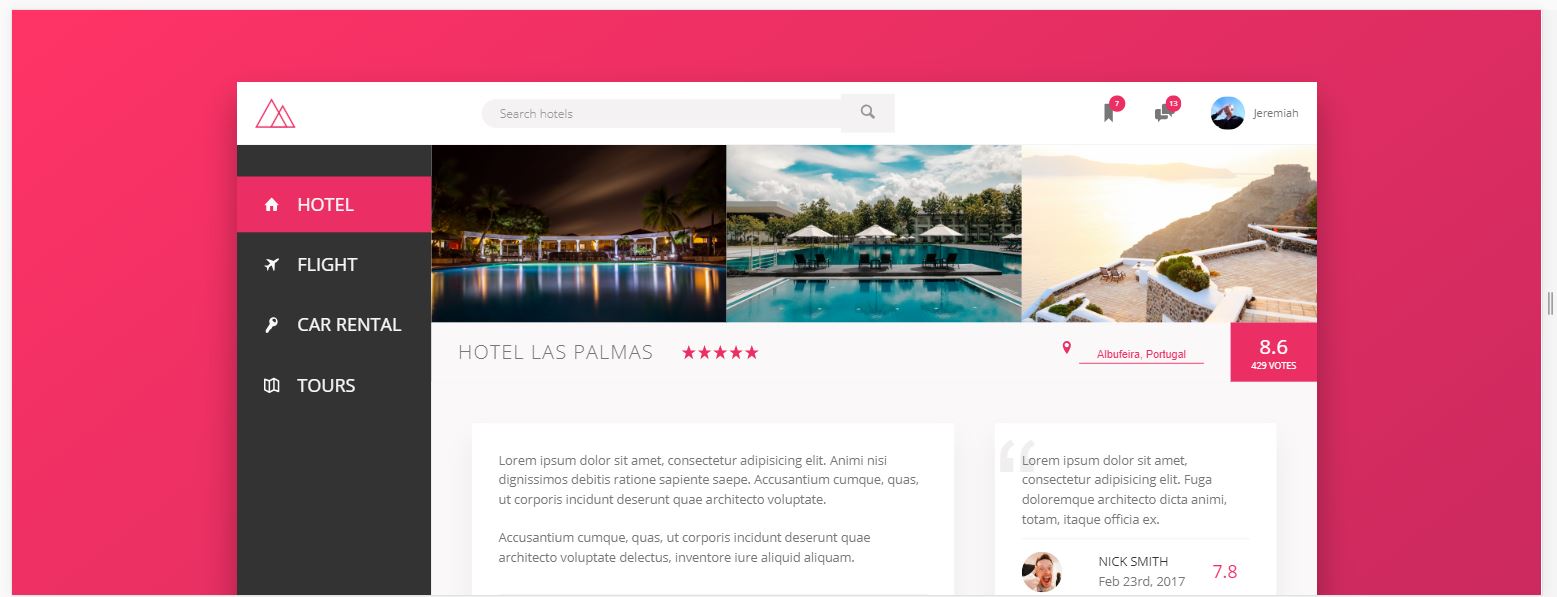 Search hotels
7
13
Jeremiah
HOTEL
FLIGHT
CAR RENTAL
TOURS
HOTEL LAS PALMAS
Albufeira, Portugal
8.6
429 VOTES
Lorem ipsum dolor sit amet, consectetur adipisicing elit. Animi nisi
dignissimos debitis ratione sapiente saepe. Accusantium cumque, quas,
ut corporis incidunt deserunt quae architecto voluptate.
Accusantium cumque, quas, ut corporis incidunt deserunt quae
architecto voluptate delectus, inventore iure aliquid aliquam.
“
Lorem ipsum dolor sit amet,
consectetur adipisicing elit. Fuga
doloremque architecto dicta animi,
totam, itaque officia ex.
NICK SMITH
Feb 23rd, 2017
7.8